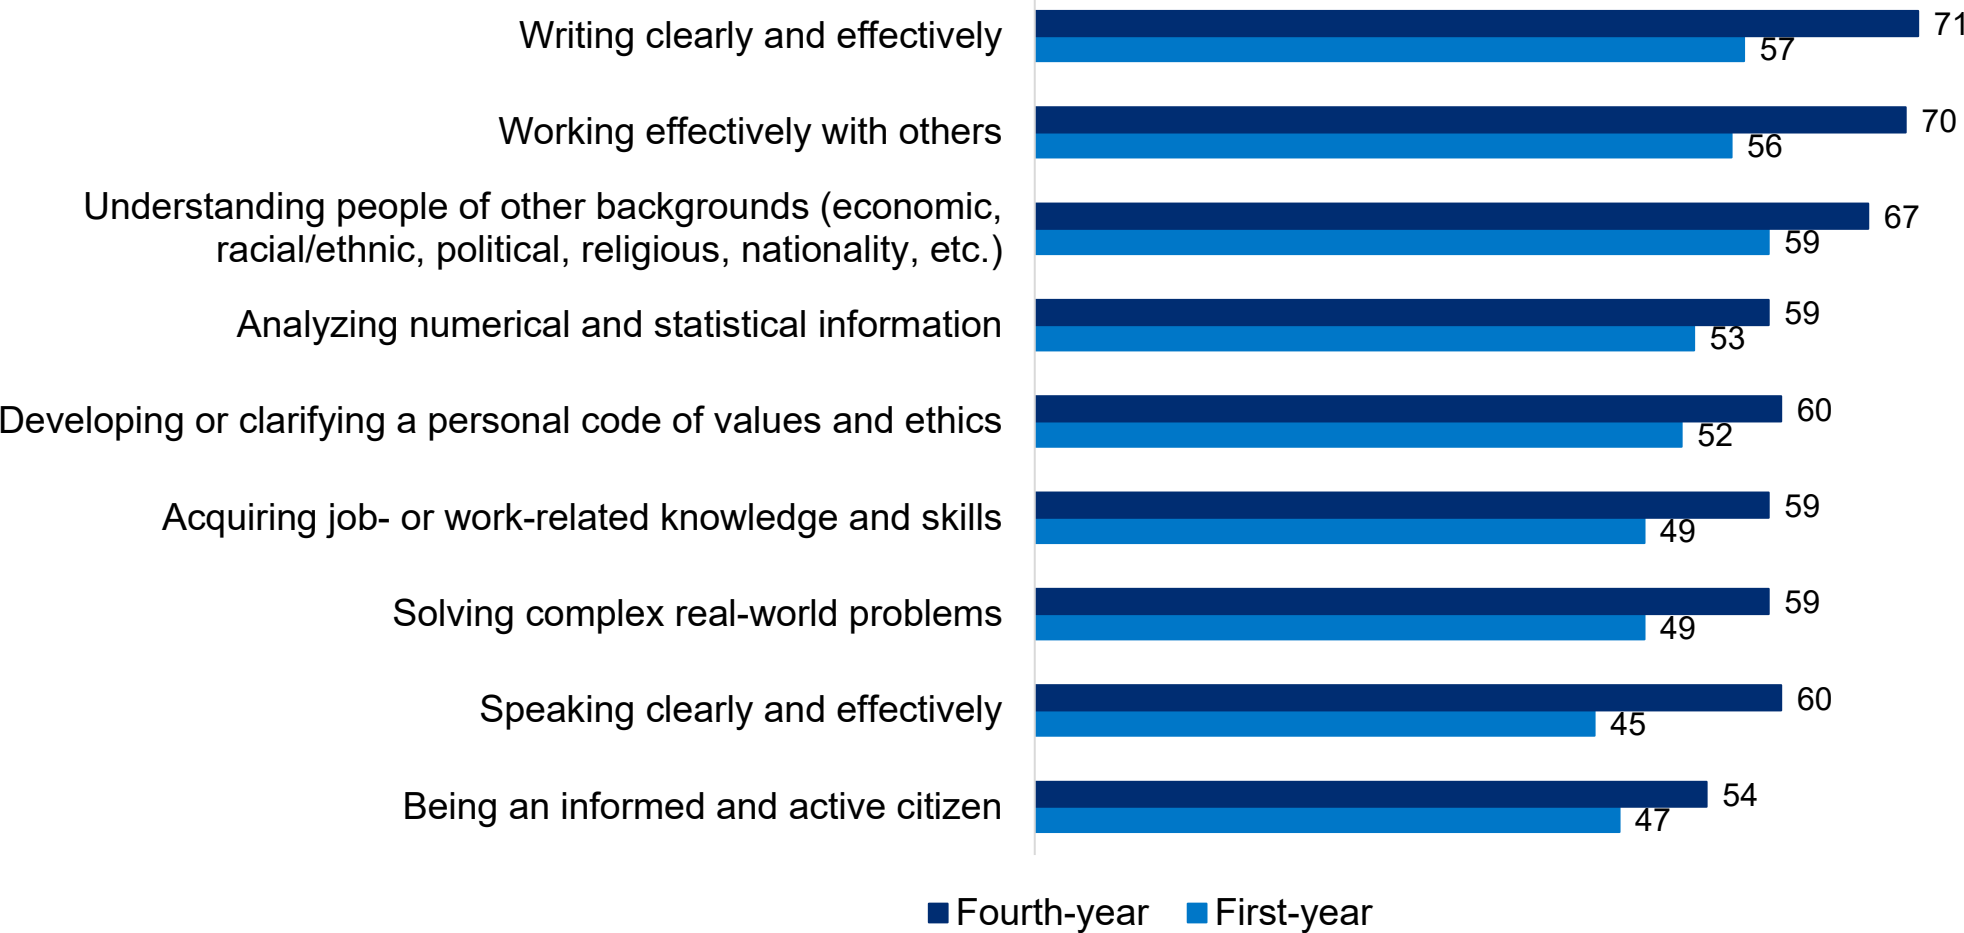 Writing clearly and effectively
71
57
Working effectively with others
70
56
Understanding people of other backgrounds (economic,
racial/ethnic, political, religious, nationality, etc.)
67
59
Analyzing numerical and statistical information
59
53
Developing or clarifying a personal code of values and ethics
60
52
Acquiring job- or work-related knowledge and skills
59
49
Solving complex real-world problems
59
49
Speaking clearly and effectively
60
45
Being an informed and active citizen
54
47
Fourth-year First-year